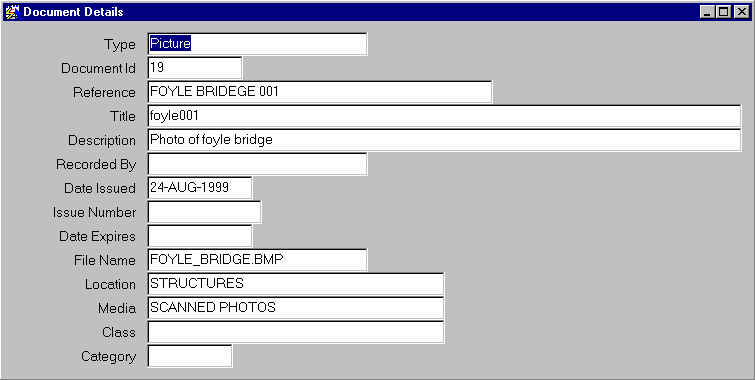 Document Details
Type Picture
Document Id 19
Reference FOYLE BRIDEGE 001
Title foyle001
Description Photo of foyle bridge
Recorded By
Date Issued 24-AUG-1999
Issue Number
Date Expires
File Name FOYLE_BRIDGE.BMP
Location STRUCTURES
Media SCANNED PHOTOS
Class
Category